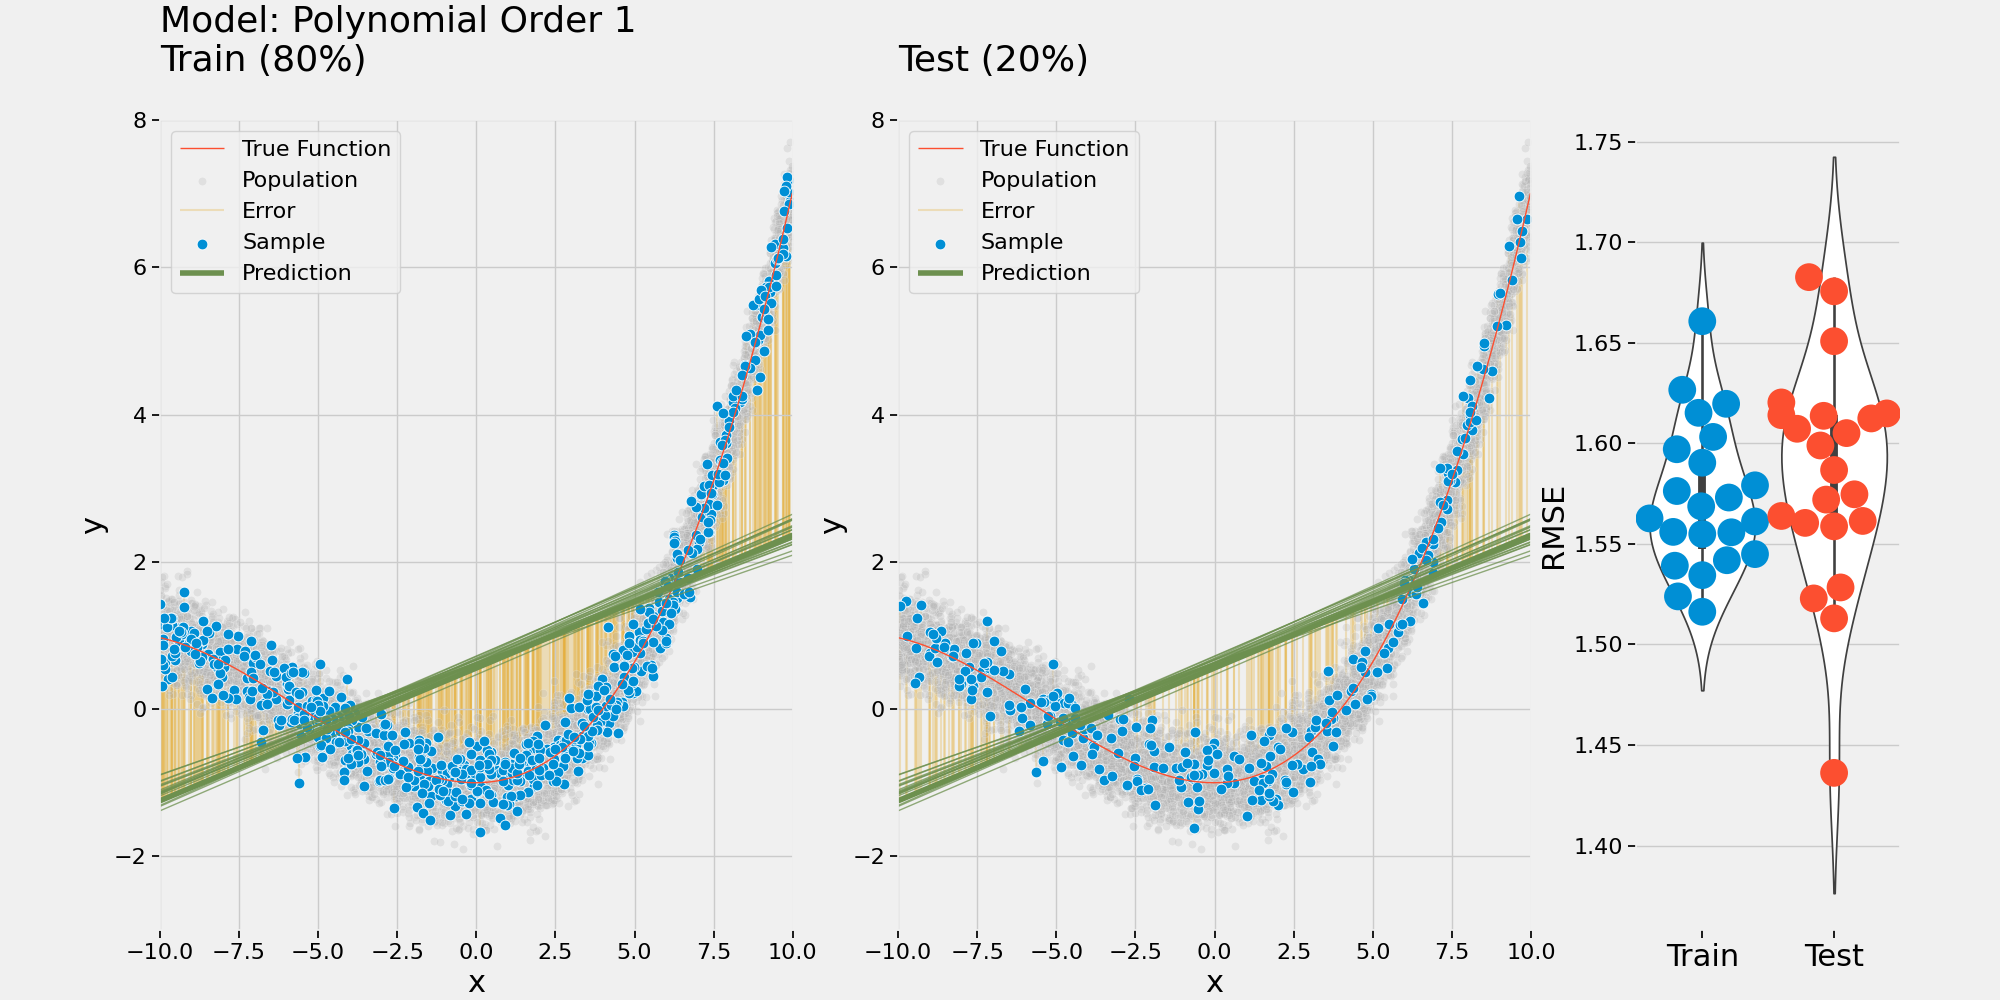 Model: Polynomial Order 1
Train (80%)
Test (20%)
8
6
4
2
0
−2
y
True Function
Population
Error
Sample
Prediction
−10.0 −7.5 −5.0 −2.5 0.0 2.5 5.0 7.5 10.0
x
8
6
4
2
0
−2
y
True Function
Population
Error
Sample
Prediction
−10.0 −7.5 −5.0 −2.5 0.0 2.5 5.0 7.5 10.0
x
1.75
1.70
1.65
1.60
1.55
1.50
1.45
1.40
RMSE
Train Test